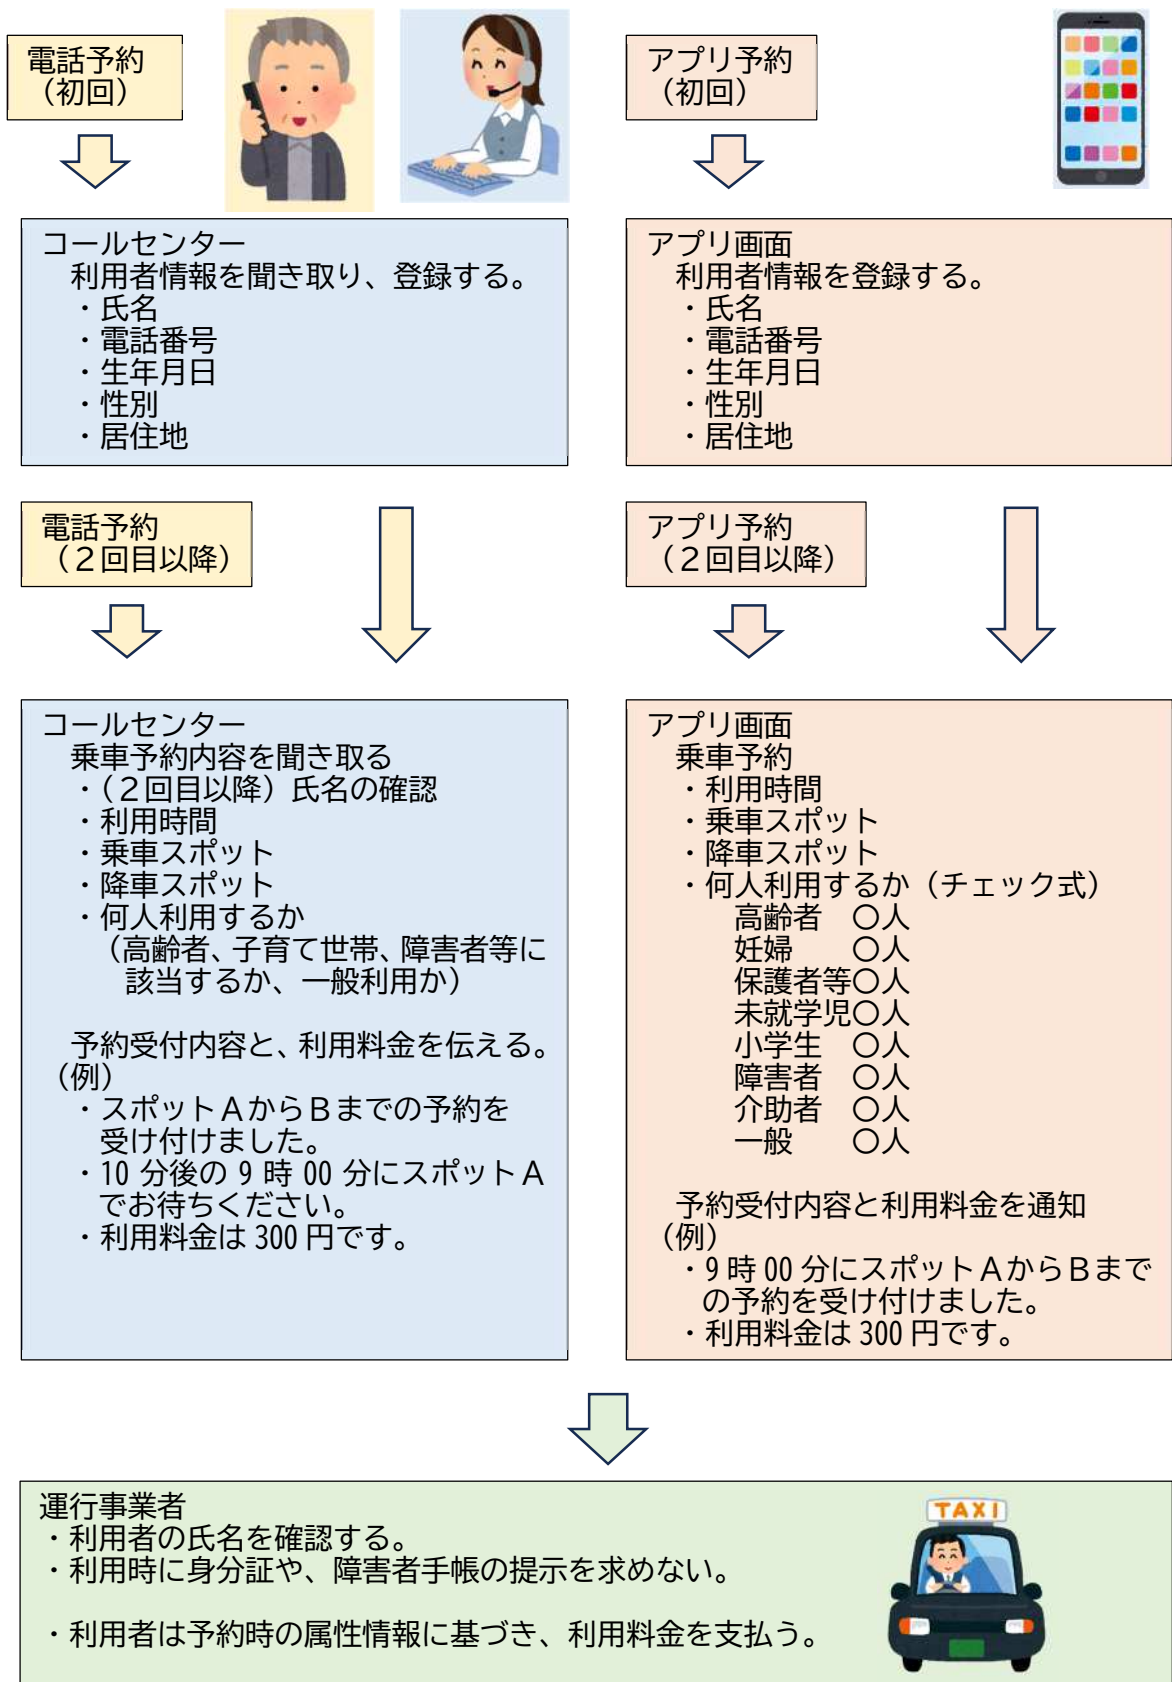 電話予約
（初回）
アプリ予約
（初回）
コールセンター
利用者情報を聞き取り、登録する。
・氏名
・電話番号
・生年月日
・性別
・居住地
アプリ画面
利用者情報を登録する。
・氏名
・電話番号
・生年月日
・性別
・居住地
電話予約
（２回目以降）
アプリ予約
（２回目以降）
コールセンター
乗車予約内容を聞き取る
・（２回目以降）氏名の確認
・利用時間
・乗車スポット
・降車スポット
・何人利用するか
（高齢者、子育て世帯、障害者等に
該当するか、一般利用か）
予約受付内容と、利用料金を伝える。
（例）
・スポットＡからＢまでの予約を
受け付けました。
・10 分後の 9 時 00 分にスポットＡ
でお待ちください。
・利用料金は 300 円です。
アプリ画面
乗車予約
・利用時間
・乗車スポット
・降車スポット
・何人利用するか（チェック式）
高齢者　〇人
妊婦　　〇人
保護者等〇人
未就学児〇人
小学生　〇人
障害者　〇人
介助者　〇人
一般　　〇人
予約受付内容と利用料金を通知
（例）
・9 時 00 分にスポットＡからＢまで
の予約を受け付けました。
・利用料金は 300 円です。
運行事業者
・利用者の氏名を確認する。
・利用時に身分証や、障害者手帳の提示を求めない。
・利用者は予約時の属性情報に基づき、利用料金を支払う。
TAXI